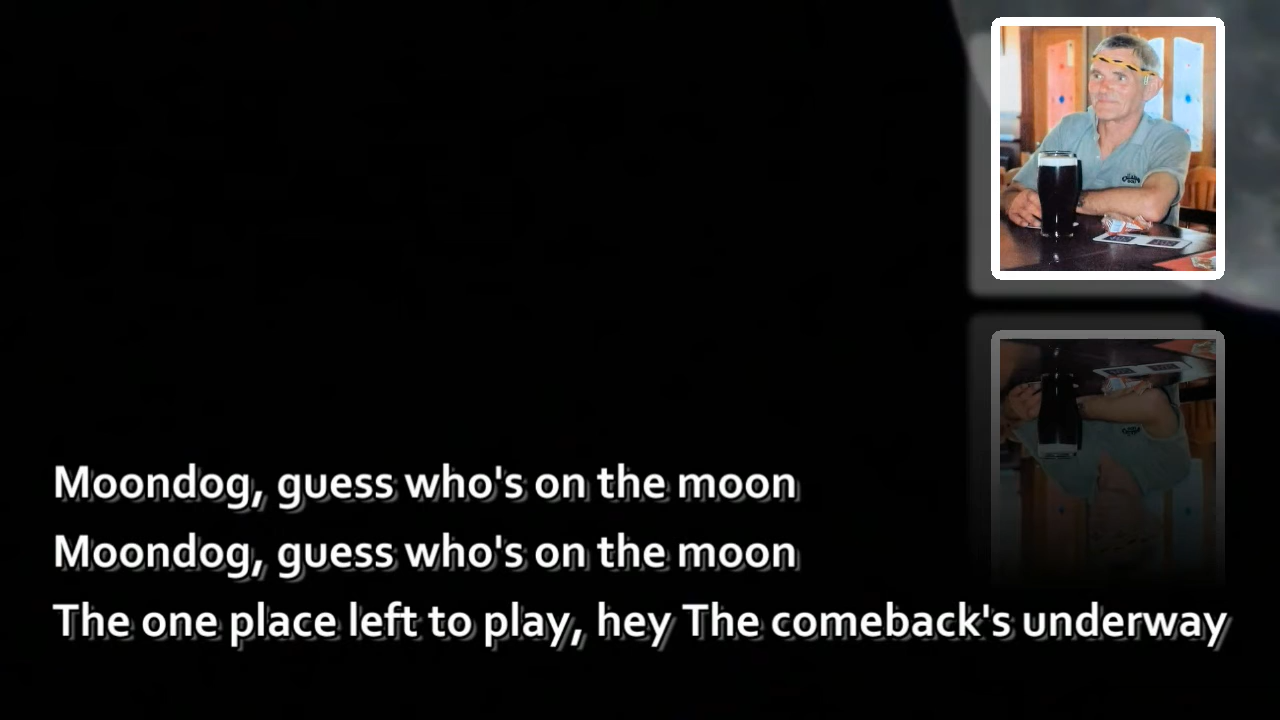 Moondog, guess who's on the moon
Moondog, guess who's on the moon
The one place left to play, hey The comeback's underway